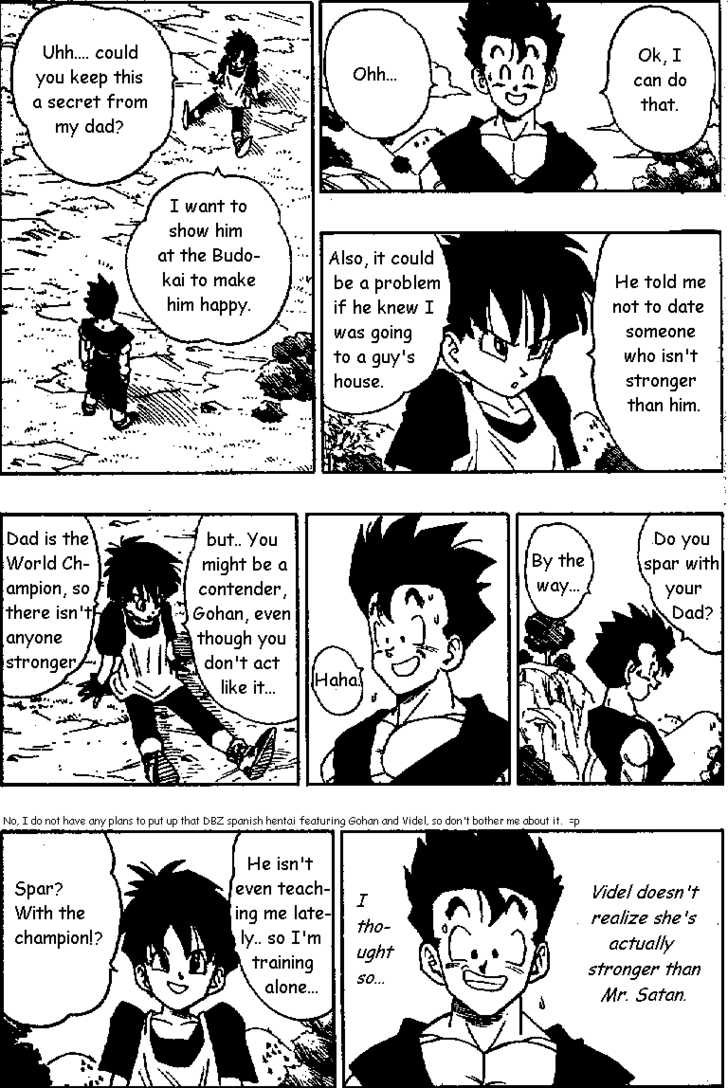 Uhh.... could
you keep this
a secret from
my dad?
I want to
show him
at the Budo-
kai to make
him happy.
Ohh...
Ok, I
can do
that.
Also, it could
be a problem
if he knew I
was going
to a guy's
house.
He told me
not to date
someone
who isn't
stronger
than him.
Dad is the
World Ch-
ampion, so
there isn't
anyone
stronger
but.. You
might be a
contender,
Gohan, even
though you
don't act
like it...
Haha.
By the
way...
Do you
spar with
your
Dad?
No, I do not have any plans to put up that DBZ spanish hentai featuring Gohan and Videl, so don't bother me about it. =p
Spar?
With the
champion!?
He isn't
even teach-
ing me late-
ly.. so I'm
training
alone...
I
tho-
ught
so...
Videl doesn't
realize she's
actually
stronger than
Mr. Satan.